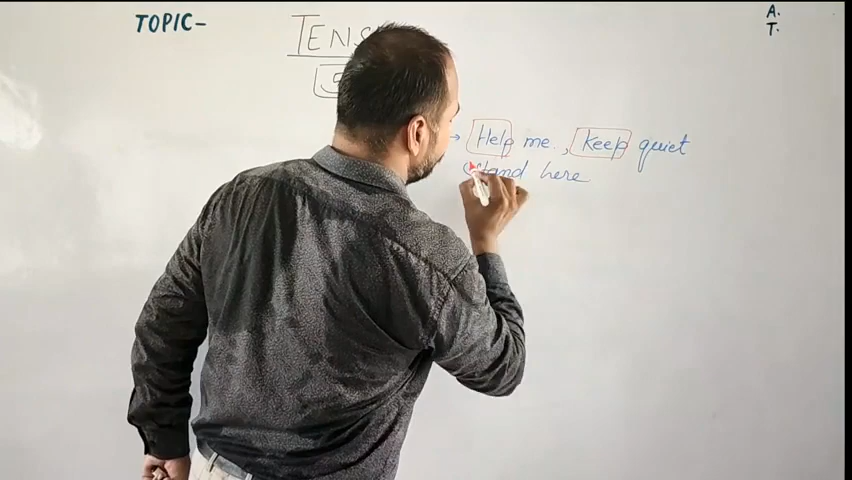 TOPIC-
A.
T.
TENS
→ Help me., Keep quiet
Stand here